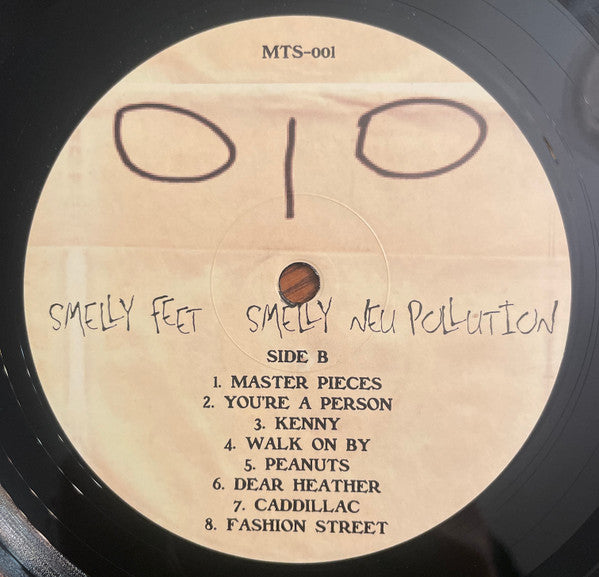 MTS-001
SMELLY FEET SMELLY NEU POLLUTION
SIDE B
1. MASTER PIECES
2. YOU'RE A PERSON
3. KENNY
4. WALK ON BY
5. PEANUTS
6. DEAR HEATHER
7. CADDILLAC
8. FASHION STREET